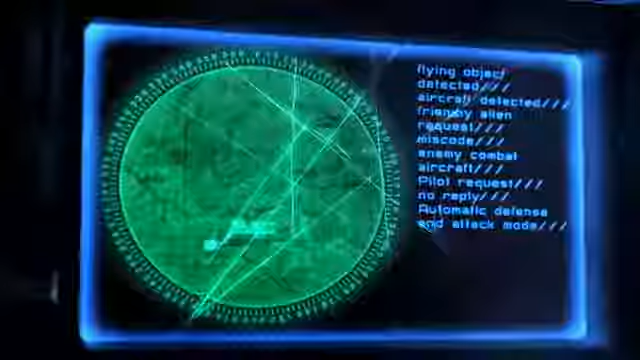 flying object
detected///
aircraft detected///
frienhy alien
request///
miscode///
enemy combat
aircraft///
Pilot request///
no reply///
Automatic defense
and attack mode///